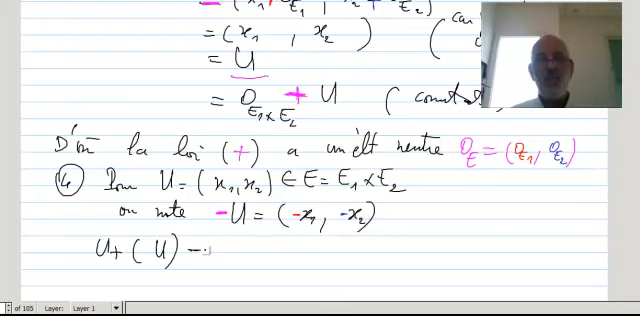 = (x₁ , x₂) (
= U
= 0_{E₁×E₂} + U (
D'où la loi (+) a un élt neutre 0_E = (0_{E₁}, 0_{E₂})
Pour U = (x₁, x₂) ∈ E = E₁ × E₂
on note -U = (-x₁, -x₂)
U + ( U) =
of 105 Layer: Layer 1